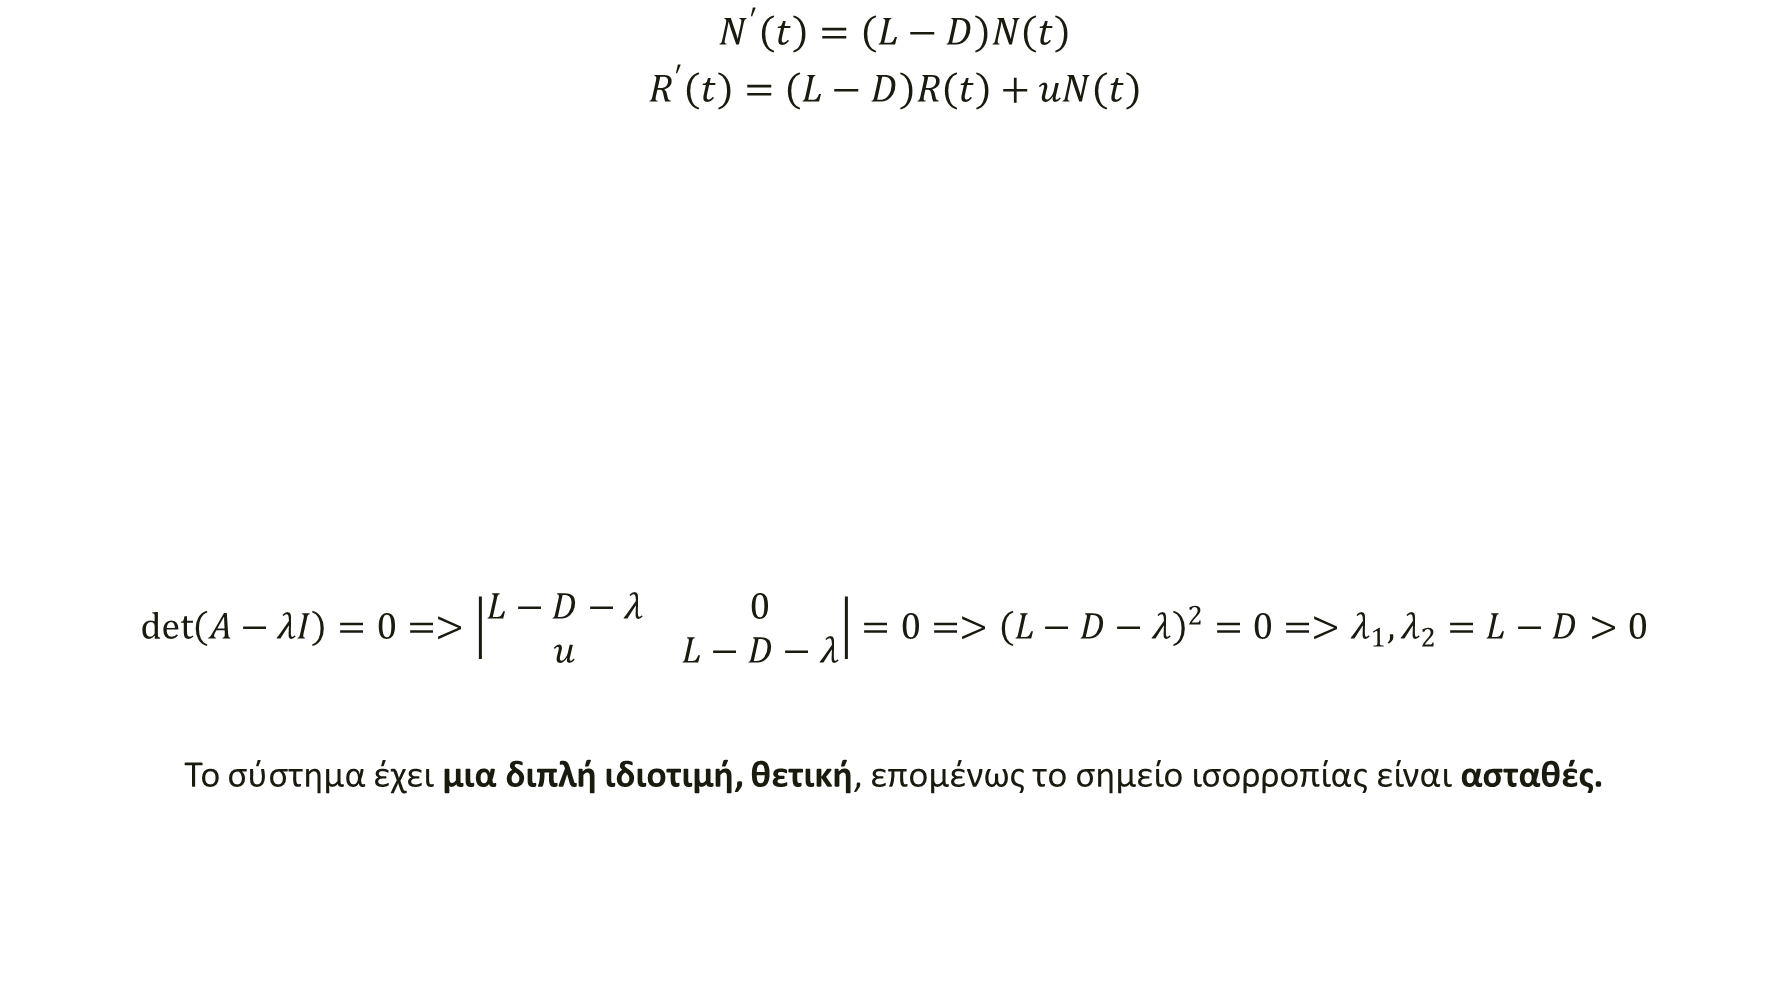 N′(t) = (L − D)N(t)
R′(t) = (L − D)R(t) + uN(t)
det(A − λI) = 0 => |L − D − λ 0 u L − D − λ| = 0 => (L − D − λ)² = 0 => λ₁, λ₂ = L − D > 0
Το σύστημα έχει μια διπλή ιδιοτιμή, θετική, επομένως το σημείο ισορροπίας είναι ασταθές.